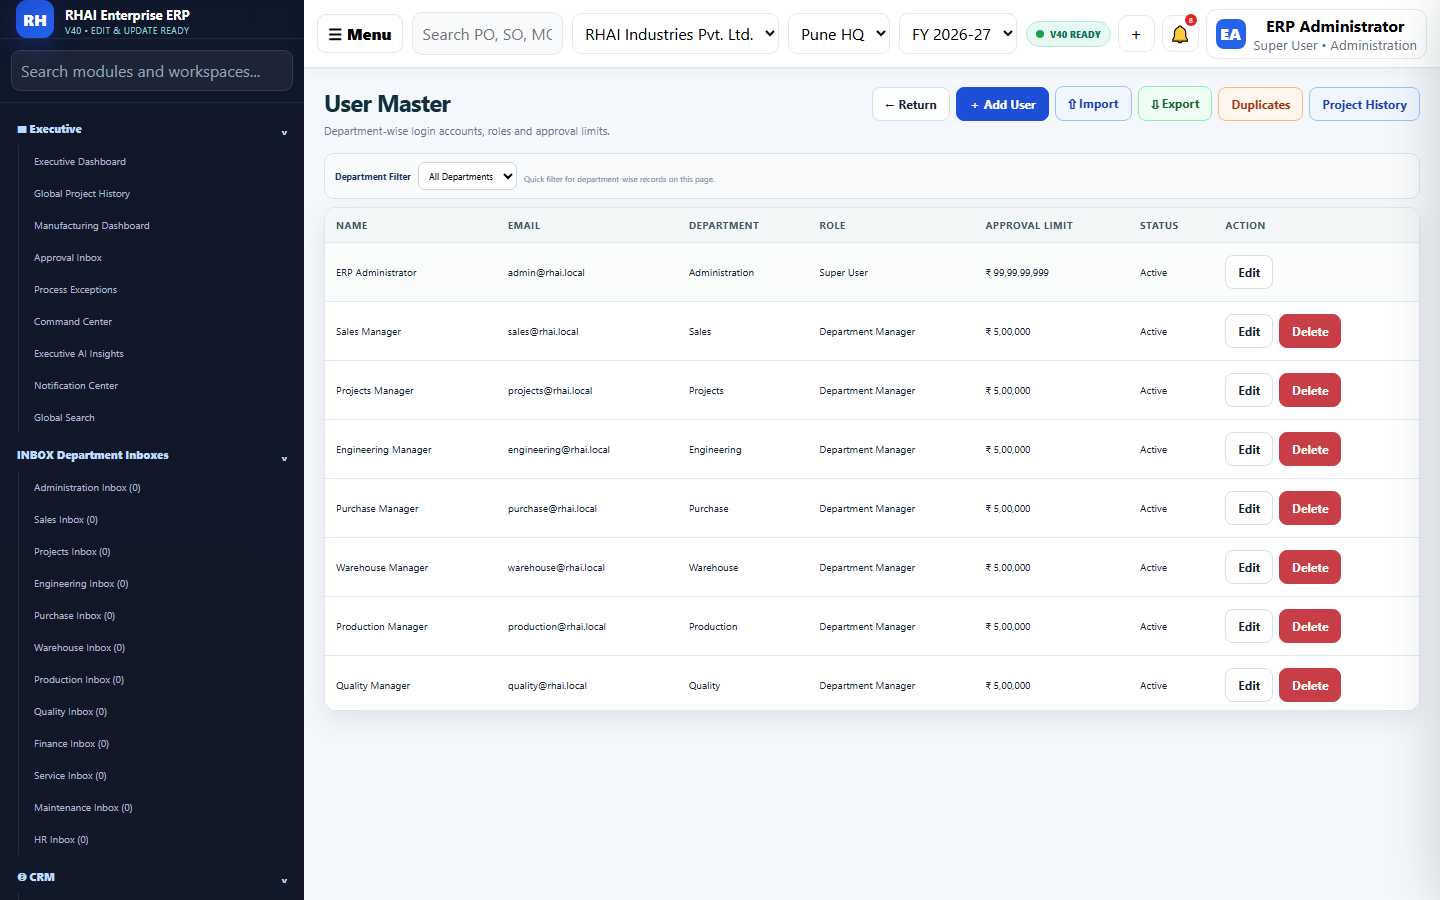 RH
RHAI Enterprise ERP
V40 • EDIT & UPDATE READY
Search modules and workspaces...
Executive
Executive Dashboard
Global Project History
Manufacturing Dashboard
Approval Inbox
Process Exceptions
Command Center
Executive AI Insights
Notification Center
Global Search
INBOX Department Inboxes
Administration Inbox (0)
Sales Inbox (0)
Projects Inbox (0)
Engineering Inbox (0)
Purchase Inbox (0)
Warehouse Inbox (0)
Production Inbox (0)
Quality Inbox (0)
Finance Inbox (0)
Service Inbox (0)
Maintenance Inbox (0)
HR Inbox (0)
CRM
☰ Menu
Search PO, SO, MO
RHAI Industries Pvt. Ltd.
Pune HQ
FY 2026-27
V40 READY
+
8
EA
ERP Administrator
Super User • Administration
User Master
Department-wise login accounts, roles and approval limits.
← Return
+ Add User
⇧ Import
⇩ Export
Duplicates
Project History
Department Filter
All Departments
Quick filter for department-wise records on this page.
NAME EMAIL DEPARTMENT ROLE APPROVAL LIMIT STATUS ACTION
ERP Administrator admin@rhai.local Administration Super User ₹ 99,99,99,999 Active Edit
Sales Manager sales@rhai.local Sales Department Manager ₹ 5,00,000 Active Edit Delete
Projects Manager projects@rhai.local Projects Department Manager ₹ 5,00,000 Active Edit Delete
Engineering Manager engineering@rhai.local Engineering Department Manager ₹ 5,00,000 Active Edit Delete
Purchase Manager purchase@rhai.local Purchase Department Manager ₹ 5,00,000 Active Edit Delete
Warehouse Manager warehouse@rhai.local Warehouse Department Manager ₹ 5,00,000 Active Edit Delete
Production Manager production@rhai.local Production Department Manager ₹ 5,00,000 Active Edit Delete
Quality Manager quality@rhai.local Quality Department Manager ₹ 5,00,000 Active Edit Delete